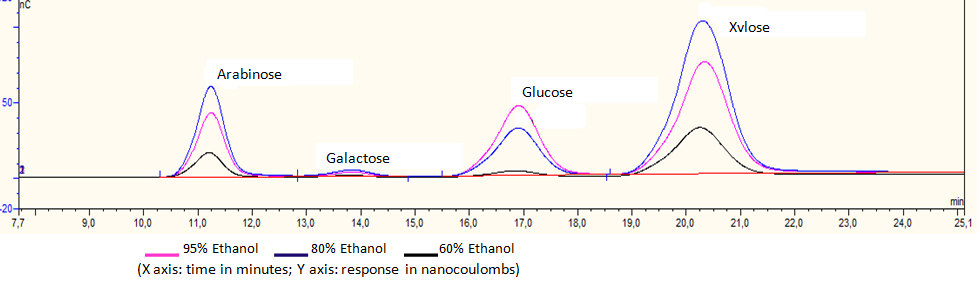 nC
Xvlose
Arabinose
Glucose
50
Galactose
-20
min
7,7 9,0 10,0 11,0 12,0 13,0 14,0 15,0 16,0 17,0 18,0 19,0 20,0 21,0 22,0 23,0 24,0 25,1
95% Ethanol 80% Ethanol 60% Ethanol
(X axis: time in minutes; Y axis: response in nanocoulombs)